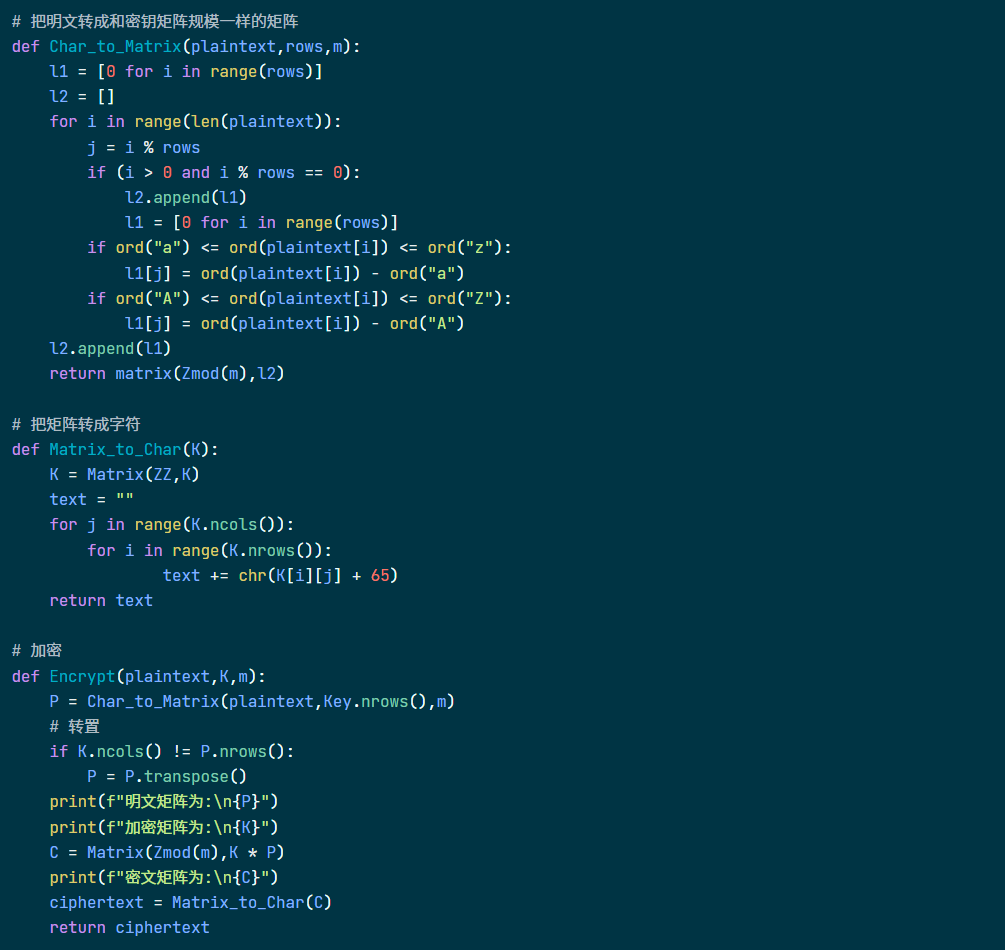 # 把明文转成和密钥矩阵规模一样的矩阵
def Char_to_Matrix(plaintext,rows,m):
    l1 = [0 for i in range(rows)]
    l2 = []
    for i in range(len(plaintext)):
        j = i % rows
        if (i > 0 and i % rows == 0):
            l2.append(l1)
            l1 = [0 for i in range(rows)]
        if ord("a") <= ord(plaintext[i]) <= ord("z"):
            l1[j] = ord(plaintext[i]) - ord("a")
        if ord("A") <= ord(plaintext[i]) <= ord("Z"):
            l1[j] = ord(plaintext[i]) - ord("A")
    l2.append(l1)
    return matrix(Zmod(m),l2)

# 把矩阵转成字符
def Matrix_to_Char(K):
    K = Matrix(ZZ,K)
    text = ""
    for j in range(K.ncols()):
        for i in range(K.nrows()):
                text += chr(K[i][j] + 65)
    return text

# 加密
def Encrypt(plaintext,K,m):
    P = Char_to_Matrix(plaintext,Key.nrows(),m)
    # 转置
    if K.ncols() != P.nrows():
        P = P.transpose()
    print(f"明文矩阵为:\n{P}")
    print(f"加密矩阵为:\n{K}")
    C = Matrix(Zmod(m),K * P)
    print(f"密文矩阵为:\n{C}")
    ciphertext = Matrix_to_Char(C)
    return ciphertext